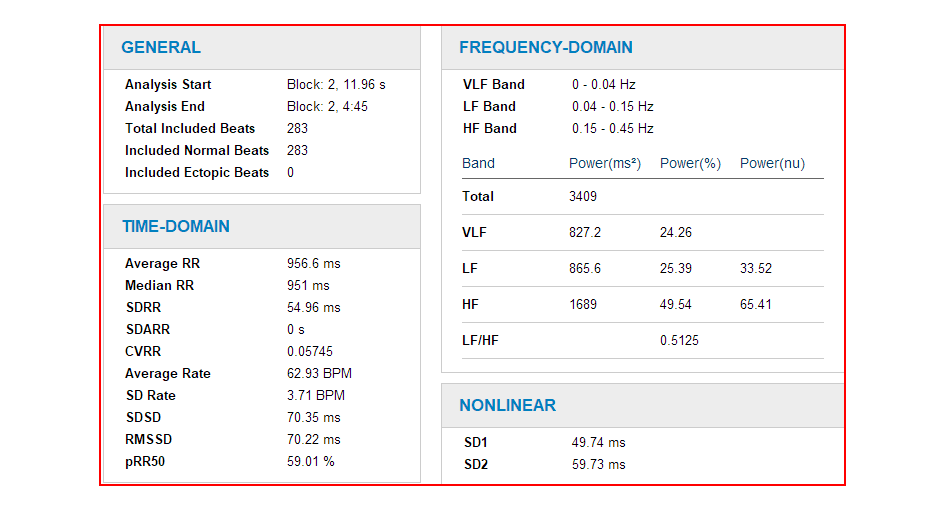 GENERAL
Analysis Start Block: 2, 11.96 s
Analysis End Block: 2, 4:45
Total Included Beats 283
Included Normal Beats 283
Included Ectopic Beats 0
TIME-DOMAIN
Average RR 956.6 ms
Median RR 951 ms
SDRR 54.96 ms
SDARR 0 s
CVRR 0.05745
Average Rate 62.93 BPM
SD Rate 3.71 BPM
SDSD 70.35 ms
RMSSD 70.22 ms
pRR50 59.01 %
FREQUENCY-DOMAIN
VLF Band 0 - 0.04 Hz
LF Band 0.04 - 0.15 Hz
HF Band 0.15 - 0.45 Hz
Band Power(ms²) Power(%) Power(nu)
Total 3409
VLF 827.2 24.26
LF 865.6 25.39 33.52
HF 1689 49.54 65.41
LF/HF 0.5125
NONLINEAR
SD1 49.74 ms
SD2 59.73 ms